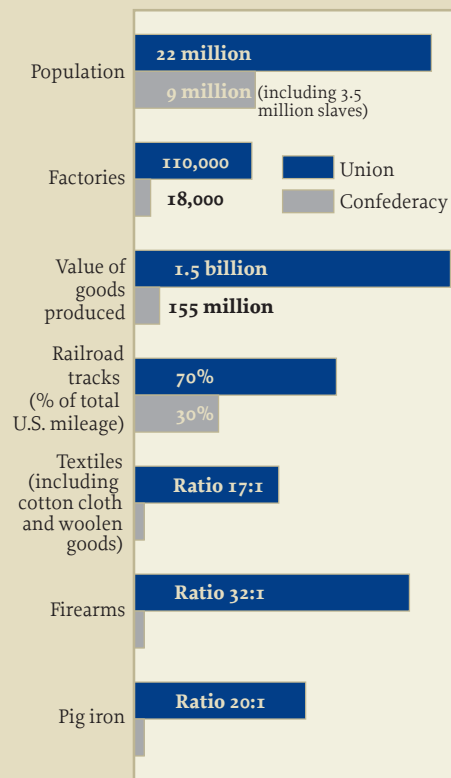 Population
22 million
9 million (including 3.5
million slaves)
Factories
110,000
18,000
Union
Confederacy
Value of
goods
produced
1.5 billion
155 million
Railroad
tracks
(% of total
U.S. mileage)
70%
30%
Textiles
(including
cotton cloth
and woolen
goods)
Ratio 17:1
Firearms
Ratio 32:1
Pig iron
Ratio 20:1